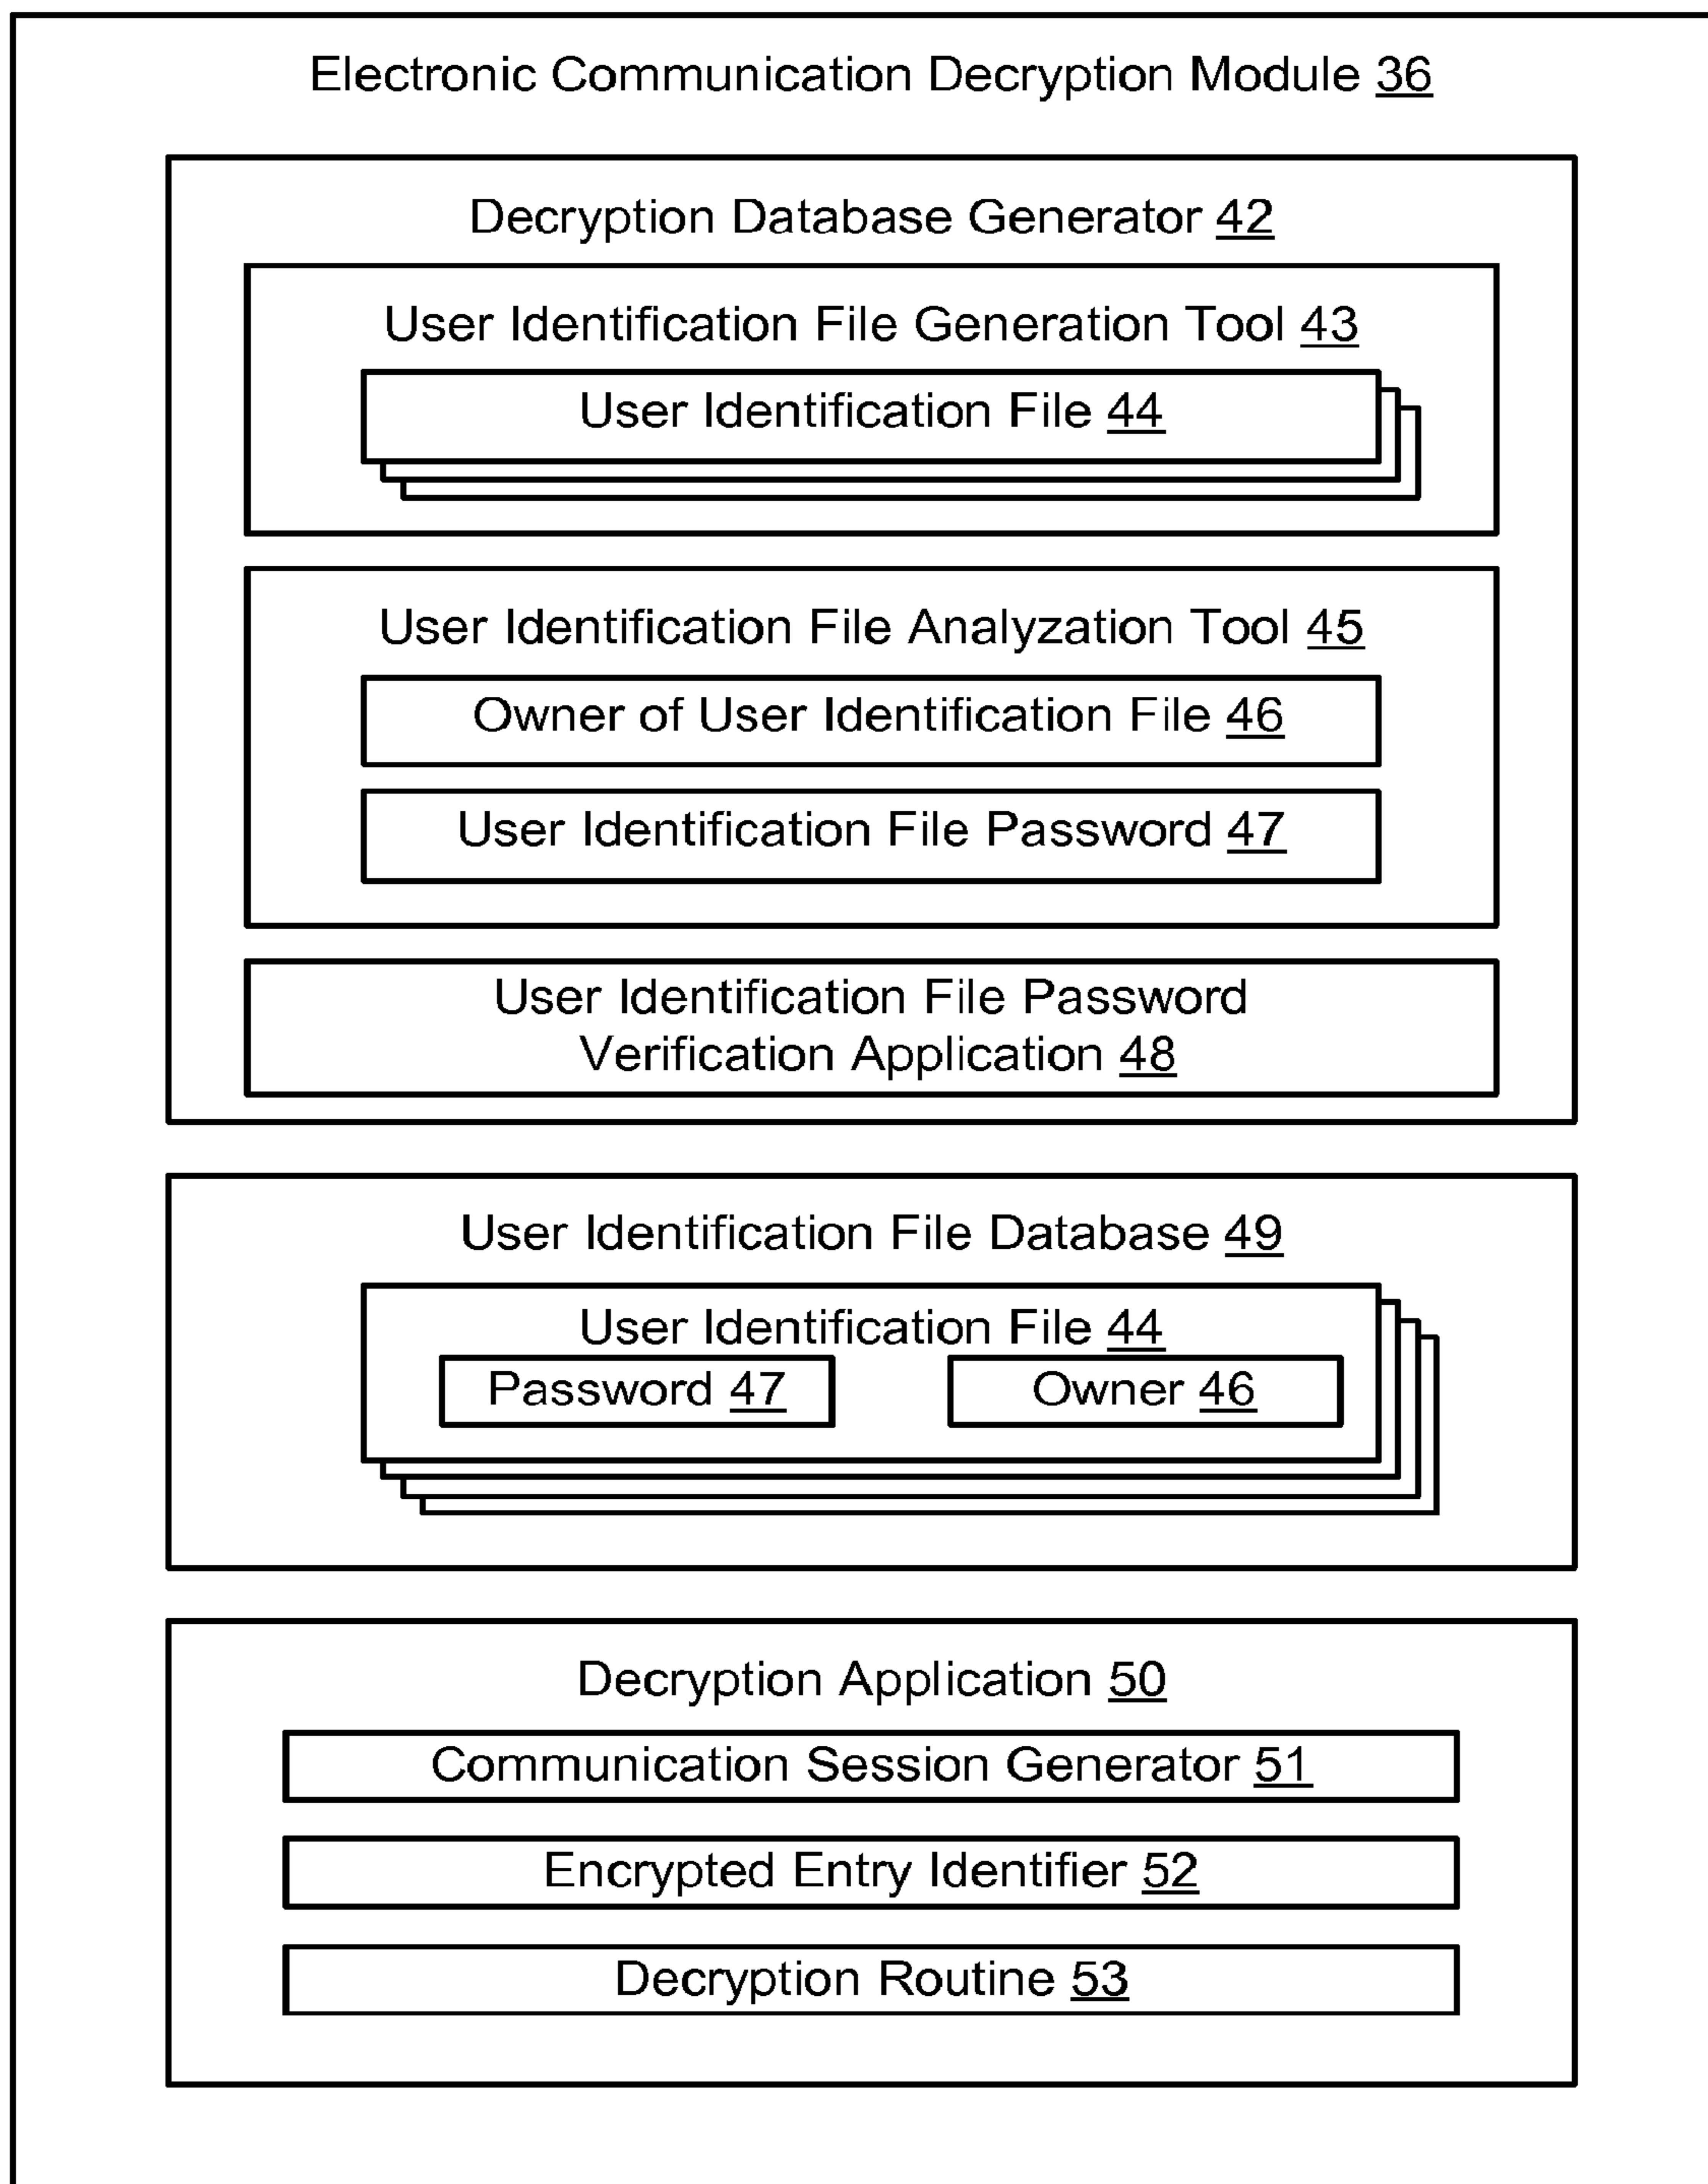 Electronic Communication Decryption Module 36
Decryption Database Generator 42
User Identification File Generation Tool 43
User Identification File 44
User Identification File Analyzation Tool 45
Owner of User Identification File 46
User Identification File Password 47
User Identification File Password
Verification Application 48
User Identification File Database 49
User Identification File 44
Password 47
Owner 46
Decryption Application 50
Communication Session Generator 51
Encrypted Entry Identifier 52
Decryption Routine 53